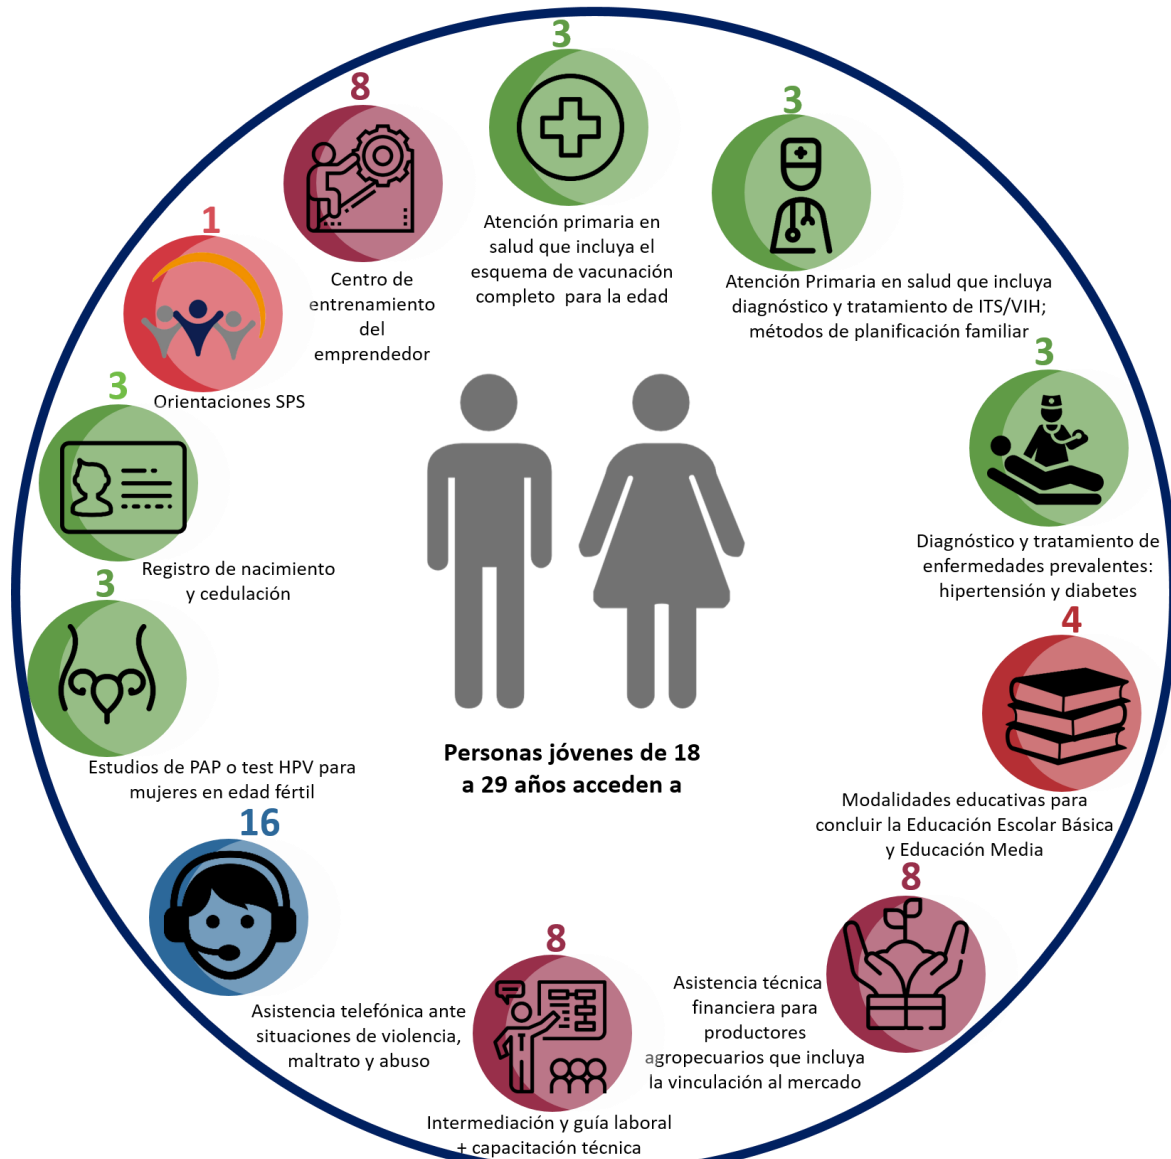 3
Atención primaria en
salud que incluya el
esquema de vacunación
completo para la edad
3
Atención Primaria en salud que incluya
diagnóstico y tratamiento de ITS/VIH;
métodos de planificación familiar
3
Diagnóstico y tratamiento de
enfermedades prevalentes:
hipertensión y diabetes
4
Modalidades educativas para
concluir la Educación Escolar Básica
y Educación Media
8
Asistencia técnica
financiera para
productores
agropecuarios que incluya
la vinculación al mercado
8
Intermediación y guía laboral
+ capacitación técnica
16
Asistencia telefónica ante
situaciones de violencia,
maltrato y abuso
3
Estudios de PAP o test HPV para
mujeres en edad fértil
3
Registro de nacimiento
y cedulación
1
Orientaciones SPS
8
Centro de
entrenamiento
del
emprendedor
Personas jóvenes de 18
a 29 años acceden a